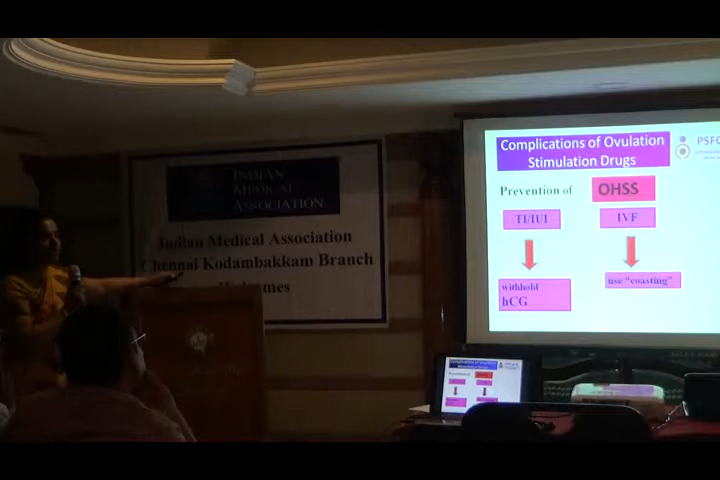 INDIAN
MEDICAL
ASSOCIATION
Indian Medical Association
Chennai Kodambakkam Branch
Welcomes
Complications of Ovulation
Stimulation Drugs
Prevention of OHSS
TI/IUI
IVF
withhold
hCG
use “coasting”
PSFC